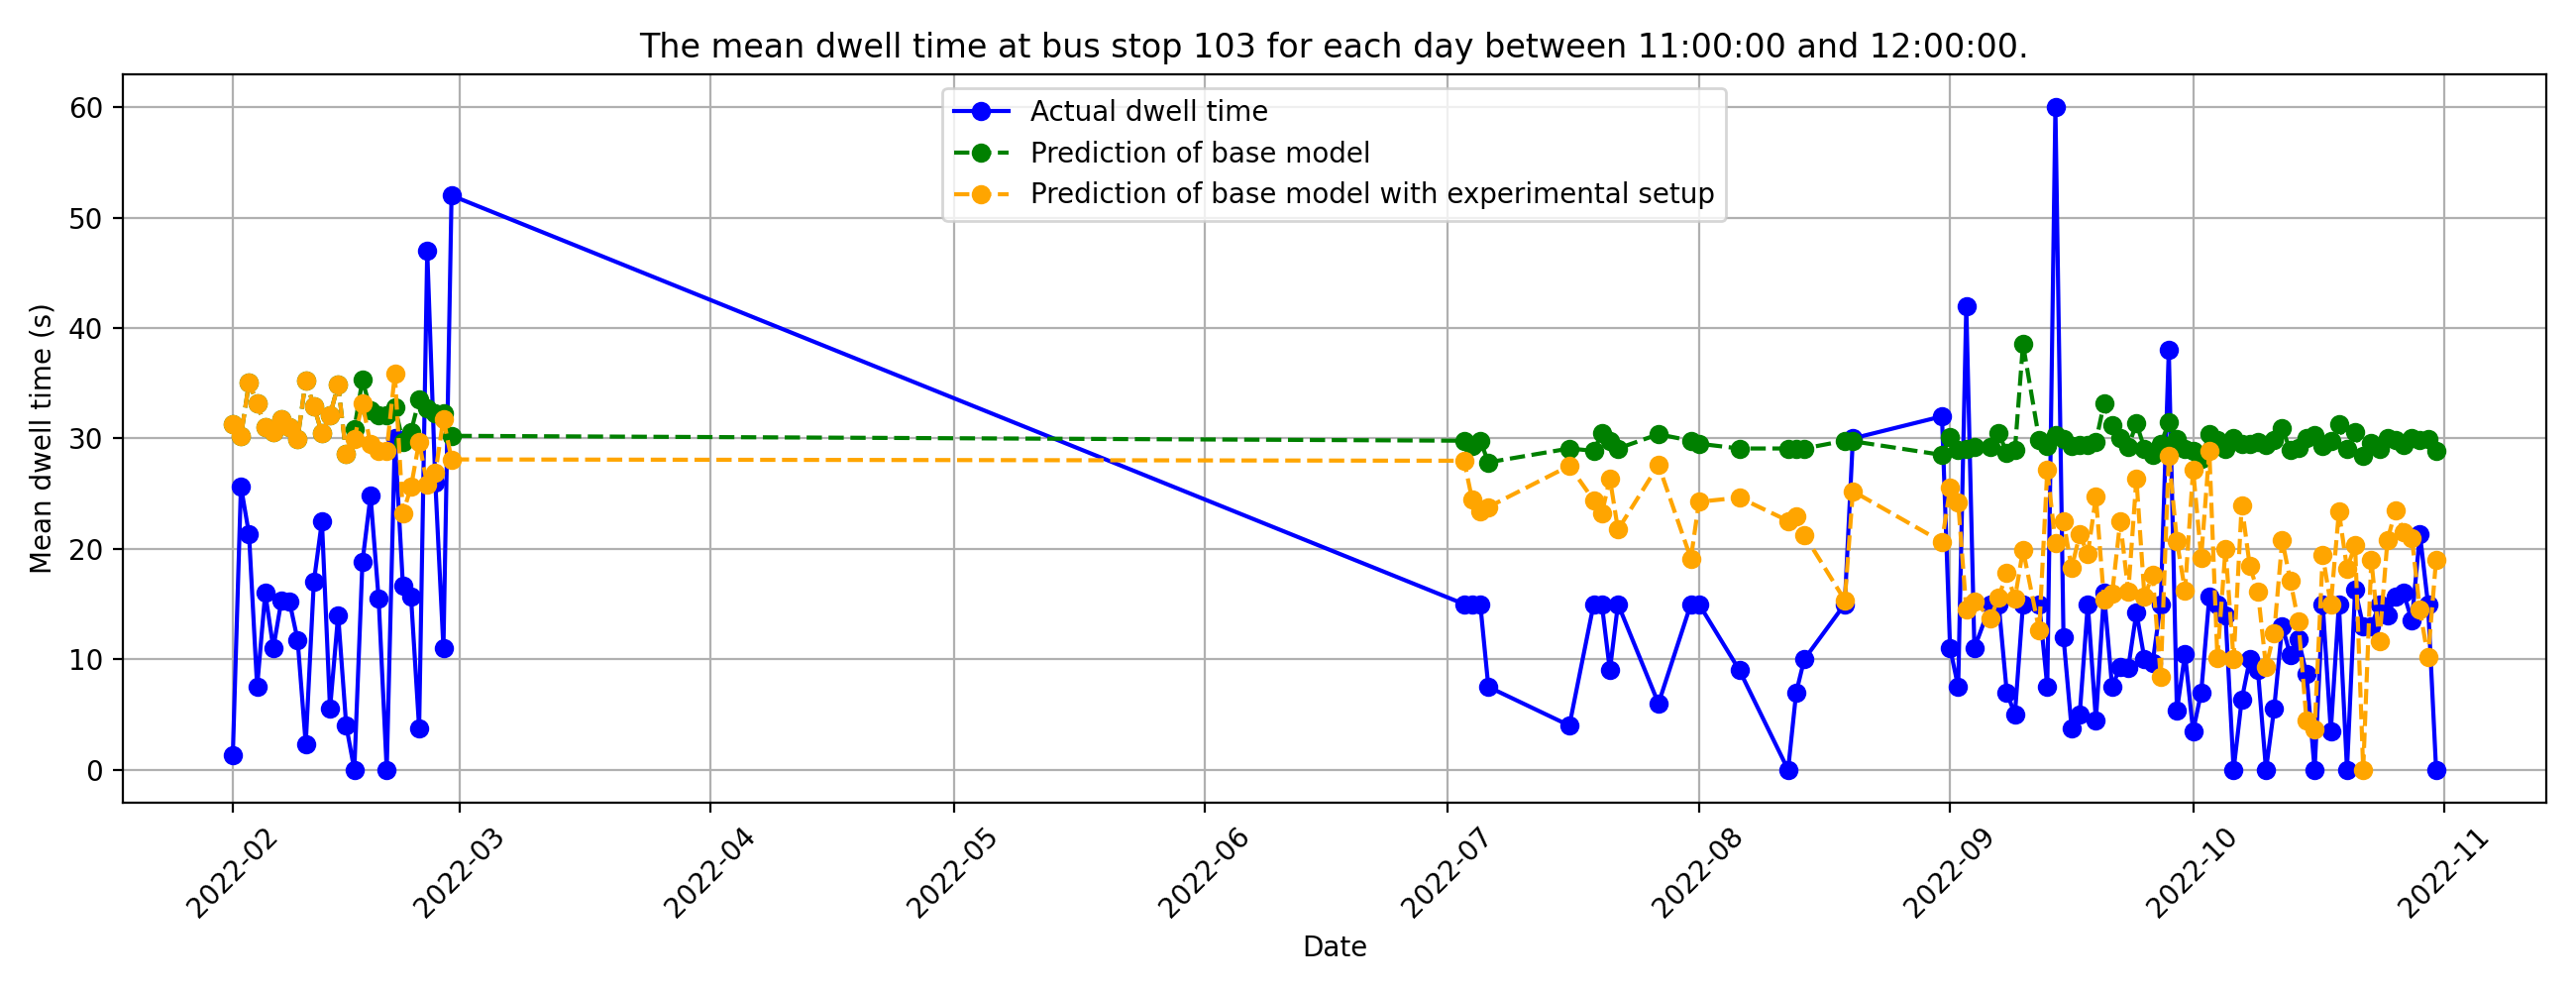 The mean dwell time at bus stop 103 for each day between 11:00:00 and 12:00:00.
Actual dwell time
Prediction of base model
Prediction of base model with experimental setup
Mean dwell time (s)
60
50
40
30
20
10
0
2022-02
2022-03
2022-04
2022-05
2022-06
2022-07
2022-08
2022-09
2022-10
2022-11
Date